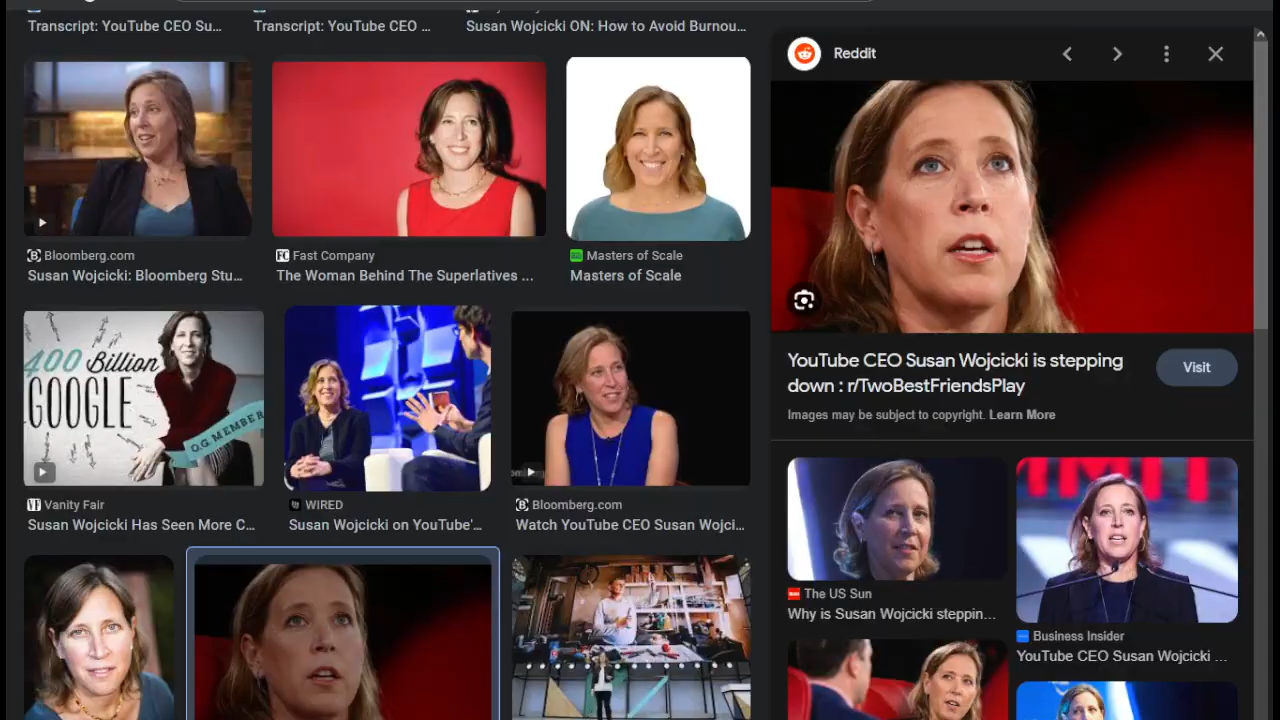 Transcript: YouTube CEO Su...
Transcript: YouTube CEO ...
Susan Wojcicki ON: How to Avoid Burnou...
Bloomberg.com
Susan Wojcicki: Bloomberg Stu...
FC Fast Company
The Woman Behind The Superlatives ...
Masters of Scale
Masters of Scale
400 Billion
GOOGLE
O.G. MEMBER
VF Vanity Fair
Susan Wojcicki Has Seen More C...
WIRED
Susan Wojcicki on YouTube'...
Bloomberg.com
Watch YouTube CEO Susan Wojci...
Reddit
YouTube CEO Susan Wojcicki is stepping
down : r/TwoBestFriendsPlay
Visit
Images may be subject to copyright. Learn More
The US Sun
Why is Susan Wojcicki steppin...
Business Insider
YouTube CEO Susan Wojcicki ...